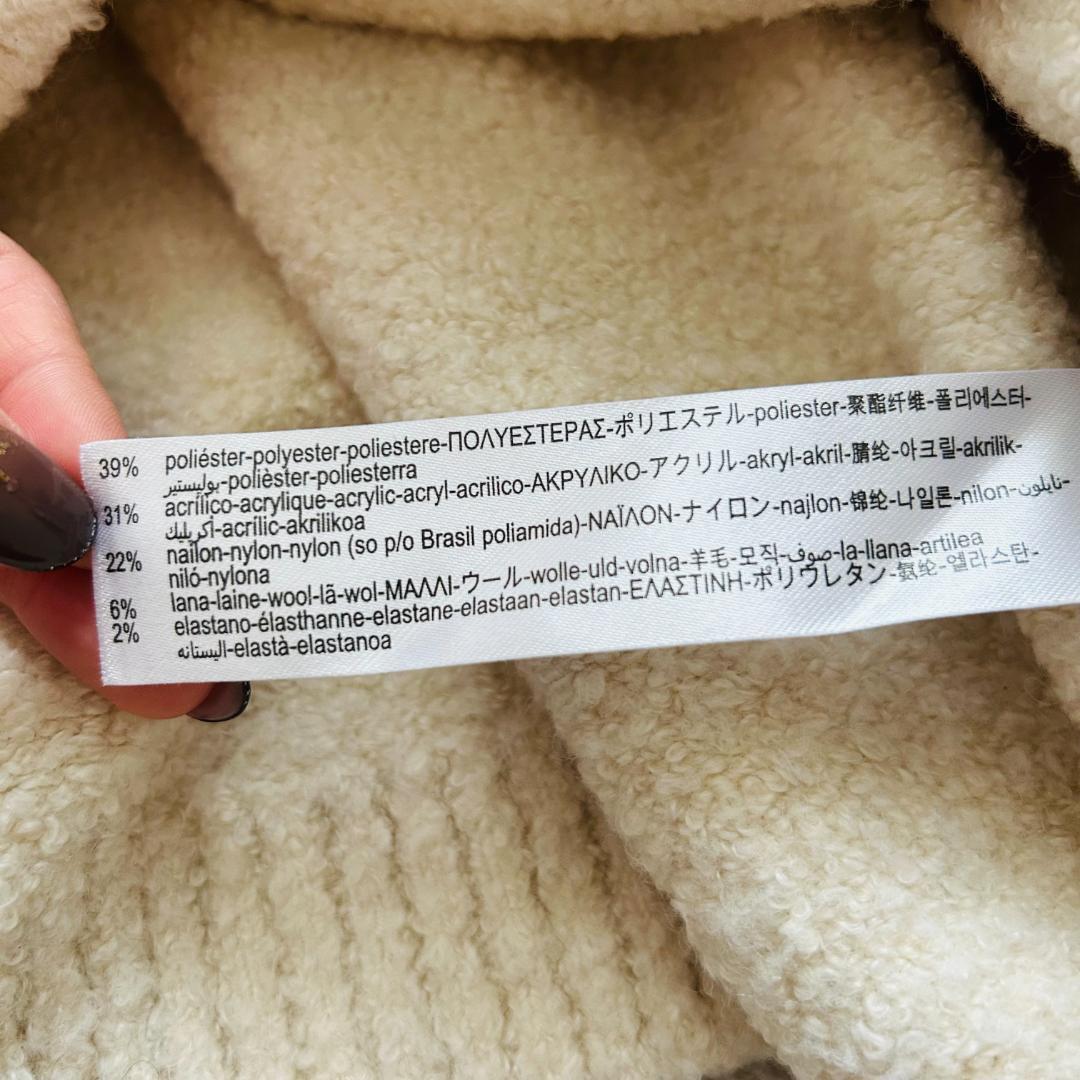 39% poliéster-polyester-poliestere-ΠΟΛΥΕΣΤΕΡΑΣ-ポリエステル-poliester-聚酯纤维-폴리에스터-
بوليستير-polièster-poliesterra
31% acrílico-acrylique-acrylic-acryl-acrilico-ΑΚΡΥΛΙΚΟ-アクリル-akryl-akril-腈纶-아크릴-akrilik-
اكريليك-acrílic-akrilikoa
22% naílon-nylon-nylon (so p/o Brasil poliamida)-ΝΑΪΛΟΝ-ナイロン-najlon-锦纶-나일론-nilon-نايلون-
niló-nylona
6% lana-laine-wool-lã-wol-ΜΑΛΛΙ-ウール-wolle-uld-volna-羊毛-모직-صوف-la-llana-artilea
2% elastano-élasthanne-elastane-elastaan-elastan-ΕΛΑΣΤΙΝΗ-ポリウレタン-氨纶-엘라스탄-
اليستانه-elastà-elastanoa